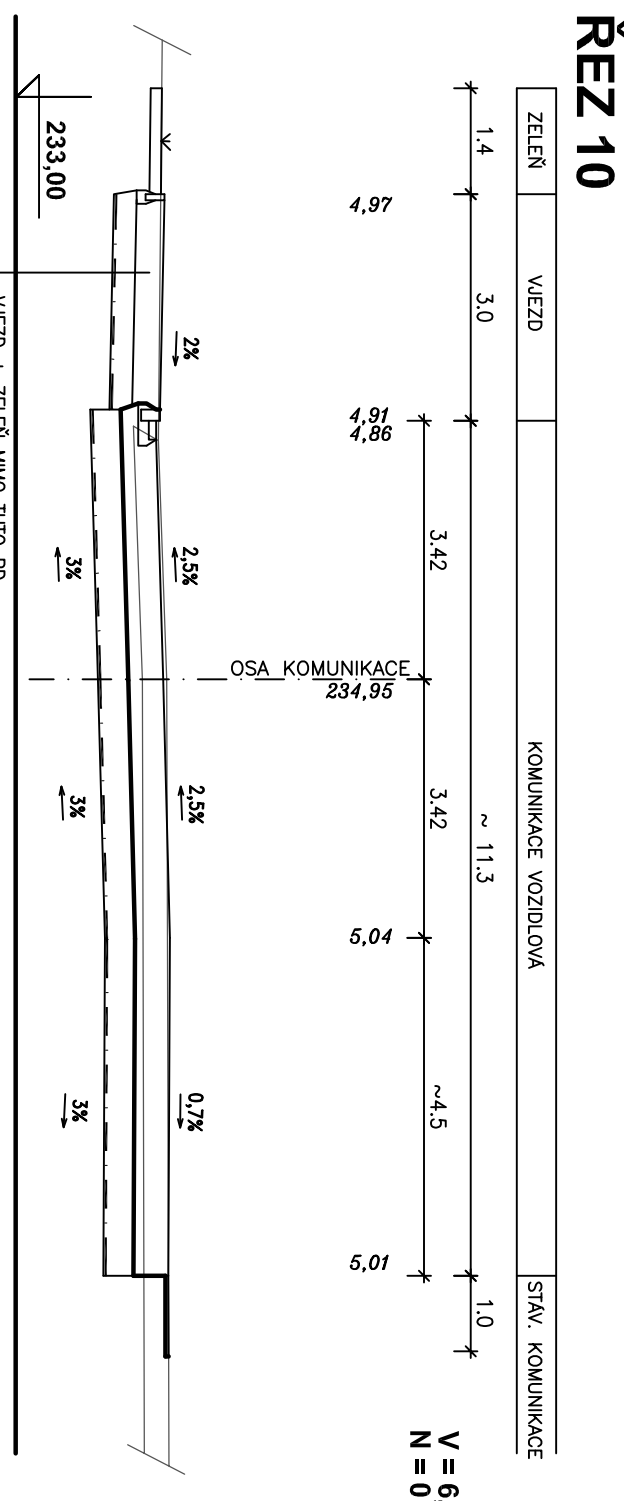 ŘEZ 10
ZELEŇ
VJEZD
KOMUNIKACE VOZIDLOVÁ
STÁV. KOMUNIKACE
1.4
3.0
~ 11.3
1.0
3.42
3.42
~4.5
V = 6
N = 0
4,97
4,91
4,86
OSA KOMUNIKACE
234,95
5,04
5,01
2%
2,5%
2,5%
0,7%
3%
3%
3%
233,00